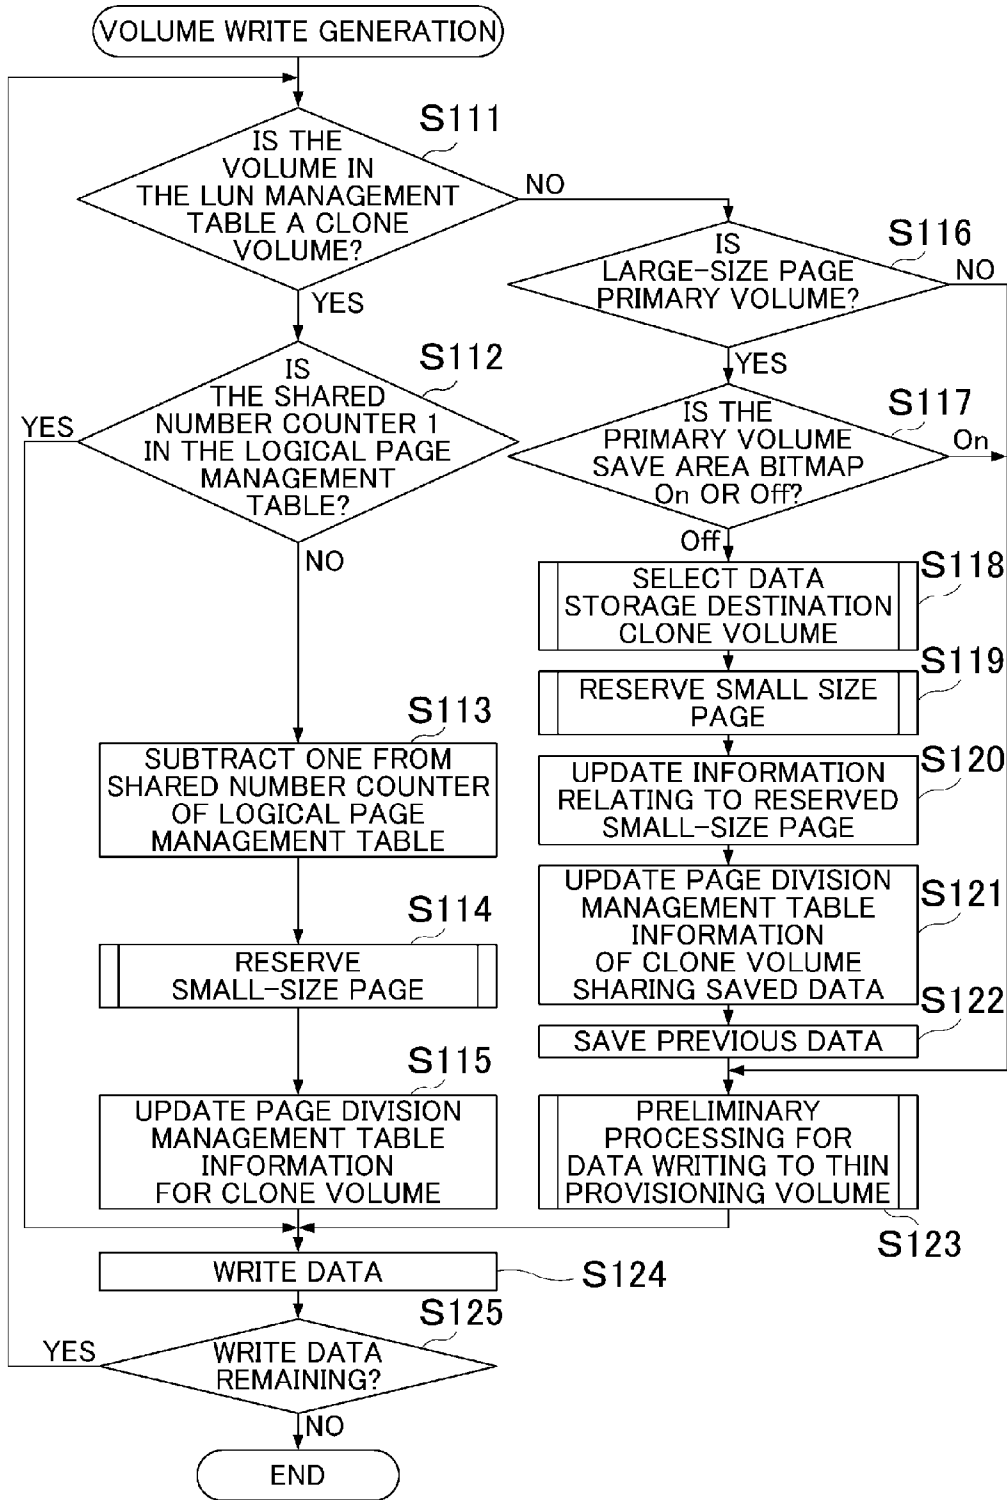 VOLUME WRITE GENERATION
S111
IS THE
VOLUME IN
THE LUN MANAGEMENT
TABLE A CLONE
VOLUME?
NO
YES
S116
IS
LARGE-SIZE PAGE
PRIMARY VOLUME?
NO
YES
S112
IS
THE SHARED
NUMBER COUNTER 1
IN THE LOGICAL PAGE
MANAGEMENT
TABLE?
YES
NO
S117
IS THE
PRIMARY VOLUME
SAVE AREA BITMAP
On OR Off?
On
Off
S118
SELECT DATA
STORAGE DESTINATION
CLONE VOLUME
S119
RESERVE SMALL SIZE
PAGE
S113
SUBTRACT ONE FROM
SHARED NUMBER COUNTER
OF LOGICAL PAGE
MANAGEMENT TABLE
S120
UPDATE INFORMATION
RELATING TO RESERVED
SMALL-SIZE PAGE
S121
UPDATE PAGE DIVISION
MANAGEMENT TABLE
INFORMATION
OF CLONE VOLUME
SHARING SAVED DATA
S114
RESERVE
SMALL-SIZE PAGE
S122
SAVE PREVIOUS DATA
S115
UPDATE PAGE DIVISION
MANAGEMENT TABLE
INFORMATION
FOR CLONE VOLUME
PRELIMINARY
PROCESSING FOR
DATA WRITING TO THIN
PROVISIONING VOLUME
S123
WRITE DATA
S124
S125
WRITE DATA
REMAINING?
YES
NO
END